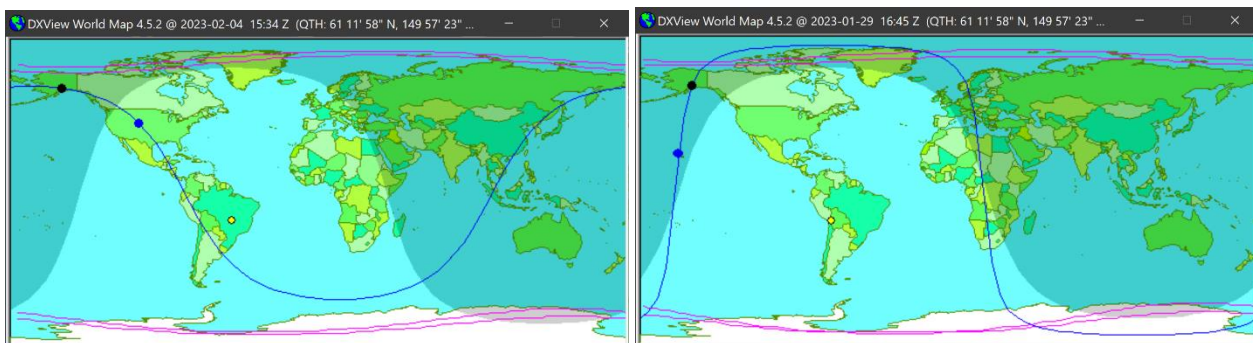 DXView World Map 4.5.2 @ 2023-02-04 15:34 Z (QTH: 61 11' 58" N, 149 57' 23" ...
DXView World Map 4.5.2 @ 2023-01-29 16:45 Z (QTH: 61 11' 58" N, 149 57' 23" ...